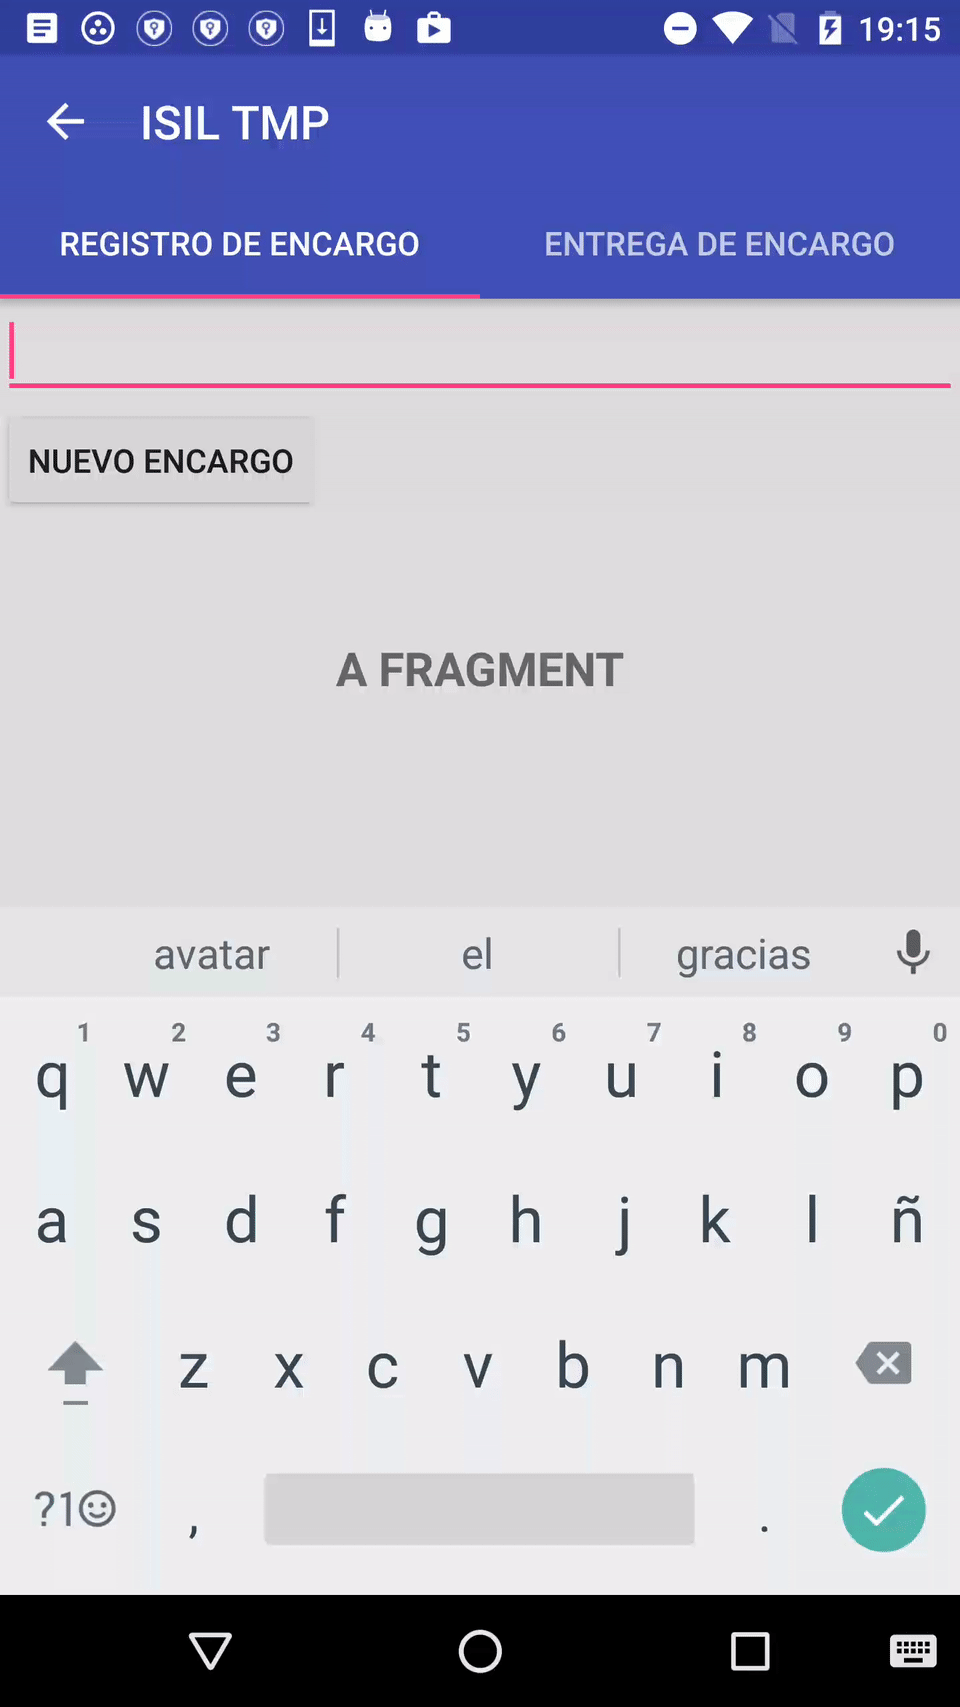 19:15
ISIL TMP
REGISTRO DE ENCARGO ENTREGA DE ENCARGO
NUEVO ENCARGO
A FRAGMENT
avatar el gracias
1 2 3 4 5 6 7 8 9 0
q w e r t y u i o p
a s d f g h j k l ñ
z x c v b n m
?1 , .